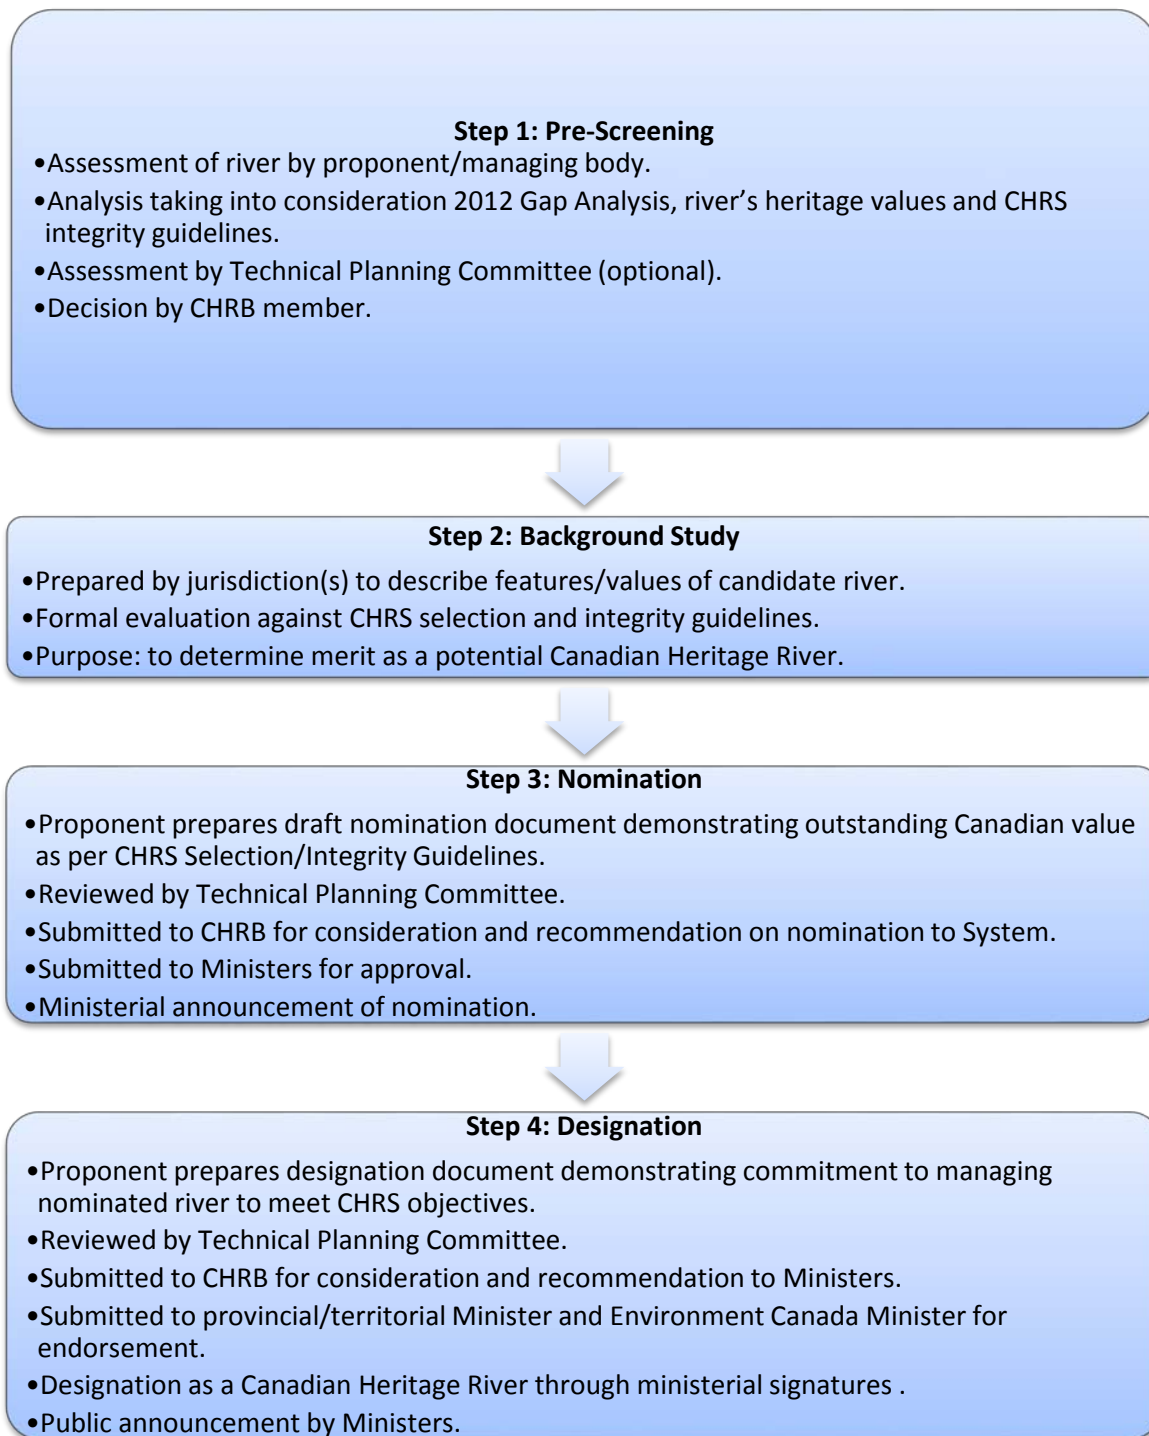 Step 1: Pre-Screening
•Assessment of river by proponent/managing body.
•Analysis taking into consideration 2012 Gap Analysis, river’s heritage values and CHRS
integrity guidelines.
•Assessment by Technical Planning Committee (optional).
•Decision by CHRB member.
Step 2: Background Study
•Prepared by jurisdiction(s) to describe features/values of candidate river.
•Formal evaluation against CHRS selection and integrity guidelines.
•Purpose: to determine merit as a potential Canadian Heritage River.
Step 3: Nomination
•Proponent prepares draft nomination document demonstrating outstanding Canadian value
as per CHRS Selection/Integrity Guidelines.
•Reviewed by Technical Planning Committee.
•Submitted to CHRB for consideration and recommendation on nomination to System.
•Submitted to Ministers for approval.
•Ministerial announcement of nomination.
Step 4: Designation
•Proponent prepares designation document demonstrating commitment to managing
nominated river to meet CHRS objectives.
•Reviewed by Technical Planning Committee.
•Submitted to CHRB for consideration and recommendation to Ministers.
•Submitted to provincial/territorial Minister and Environment Canada Minister for
endorsement.
•Designation as a Canadian Heritage River through ministerial signatures .
•Public announcement by Ministers.